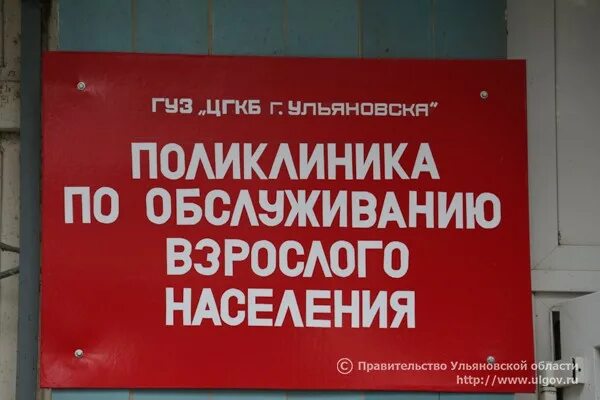 ГУЗ „ЦГКБ г. Ульяновска”
ПОЛИКЛИНИКА
ПО ОБСЛУЖИВАНИЮ
ВЗРОСЛОГО
НАСЕЛЕНИЯ
© Правительство Ульяновской области
http://www.ulgov.ru